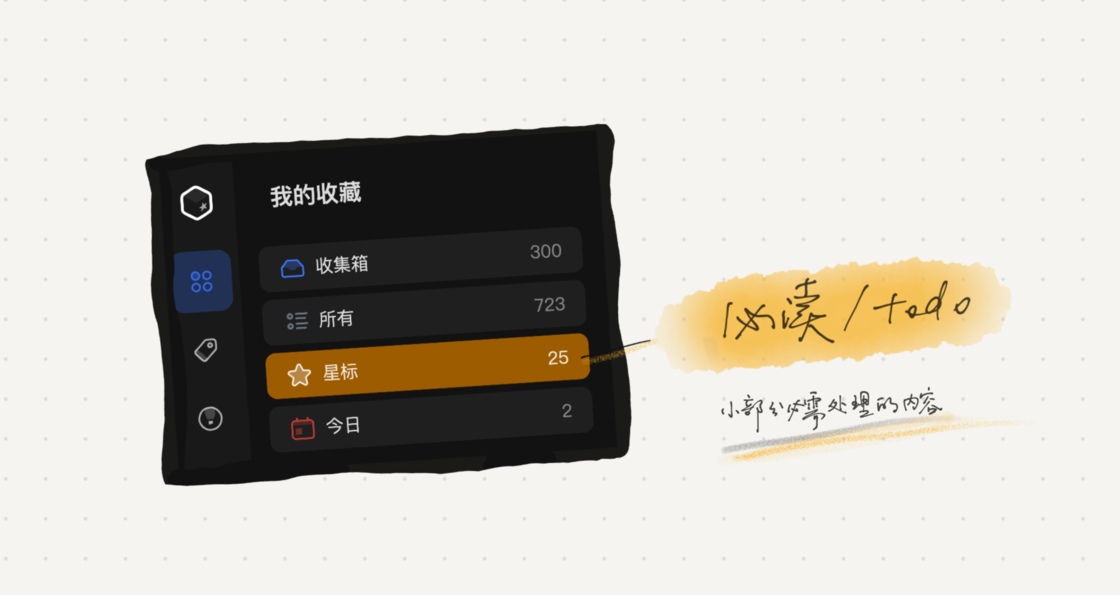 我的收藏
收集箱 300
所有 723
星标 25
今日 2
必读/todo
小部分必需处理的内容